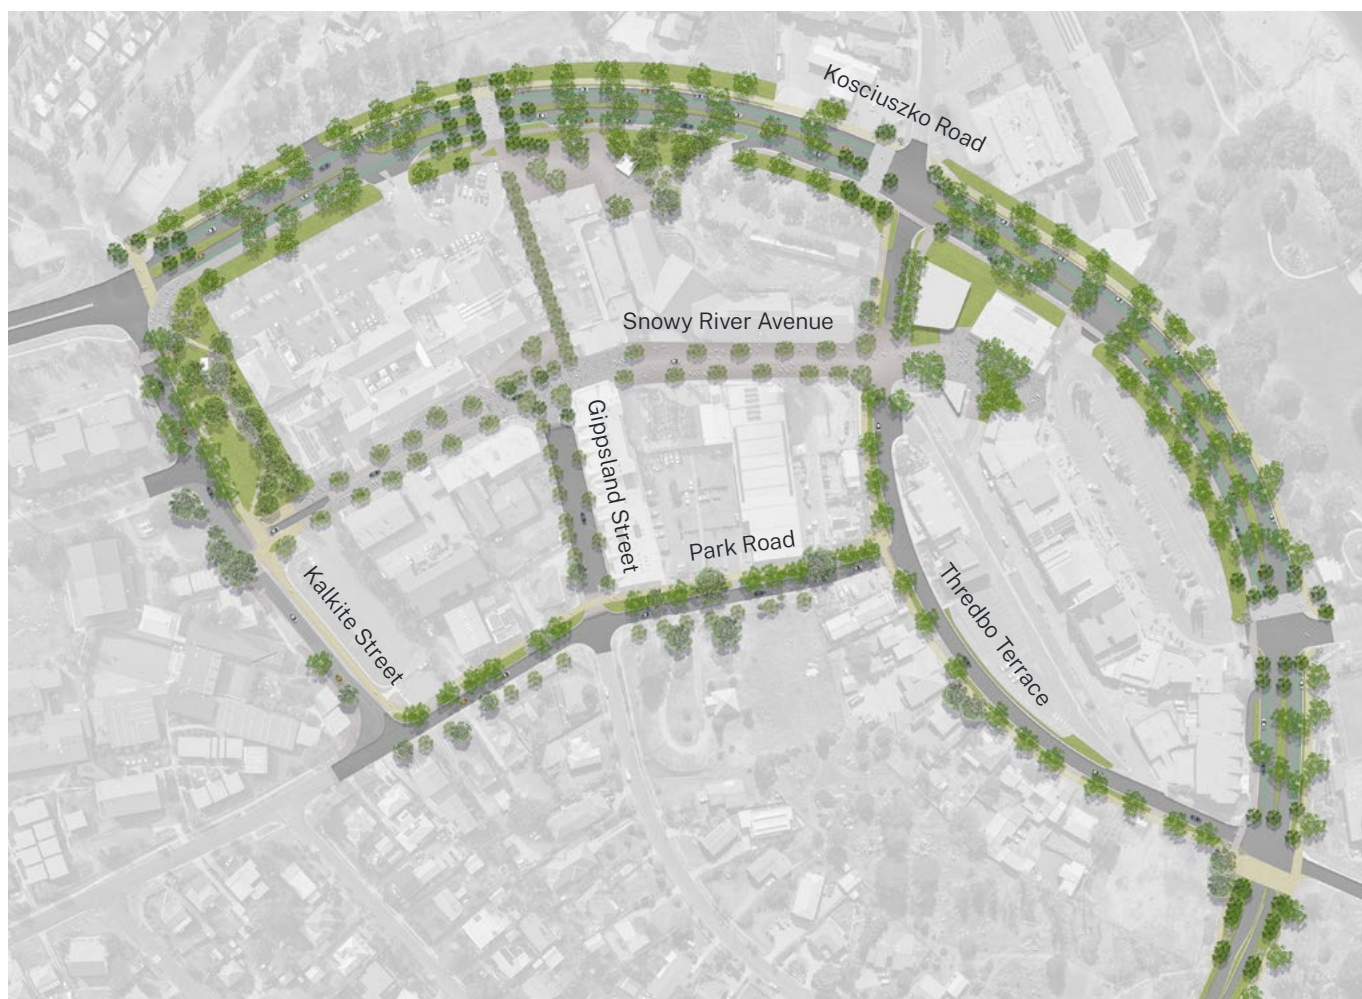 Kosciuszko Road
Snowy River Avenue
Gippsland Street
Park Road
Kalkite Street
Thredbo Terrace